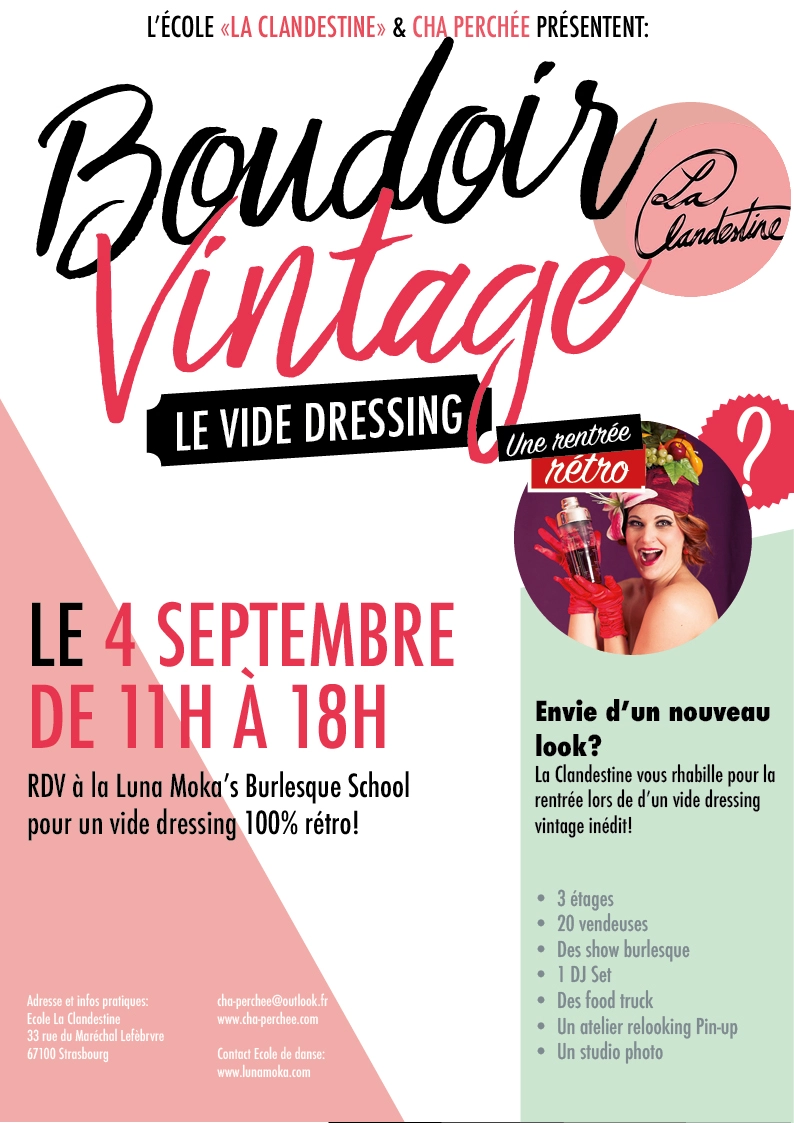 L'ÉCOLE «LA CLANDESTINE» & CHA PERCHÉE PRÉSENTENT:
Boudoir
Vintage
La
Clandestine
LE VIDE DRESSING
Une rentrée
rétro
?
LE 4 SEPTEMBRE
DE 11H À 18H
RDV à la Luna Moka's Burlesque School
pour un vide dressing 100% rétro!
Envie d'un nouveau
look?
La Clandestine vous rhabille pour la
rentrée lors de d'un vide dressing
vintage inédit!
• 3 étages
• 20 vendeuses
• Des show burlesque
• 1 DJ Set
• Des food truck
• Un atelier relooking Pin-up
• Un studio photo
Adresse et infos pratiques:
Ecole La Clandestine
33 rue du Maréchal Lefèbrvre
67100 Strasbourg
cha-perchee@outlook.fr
www.cha-perchee.com
Contact Ecole de danse:
www.lunamoka.com